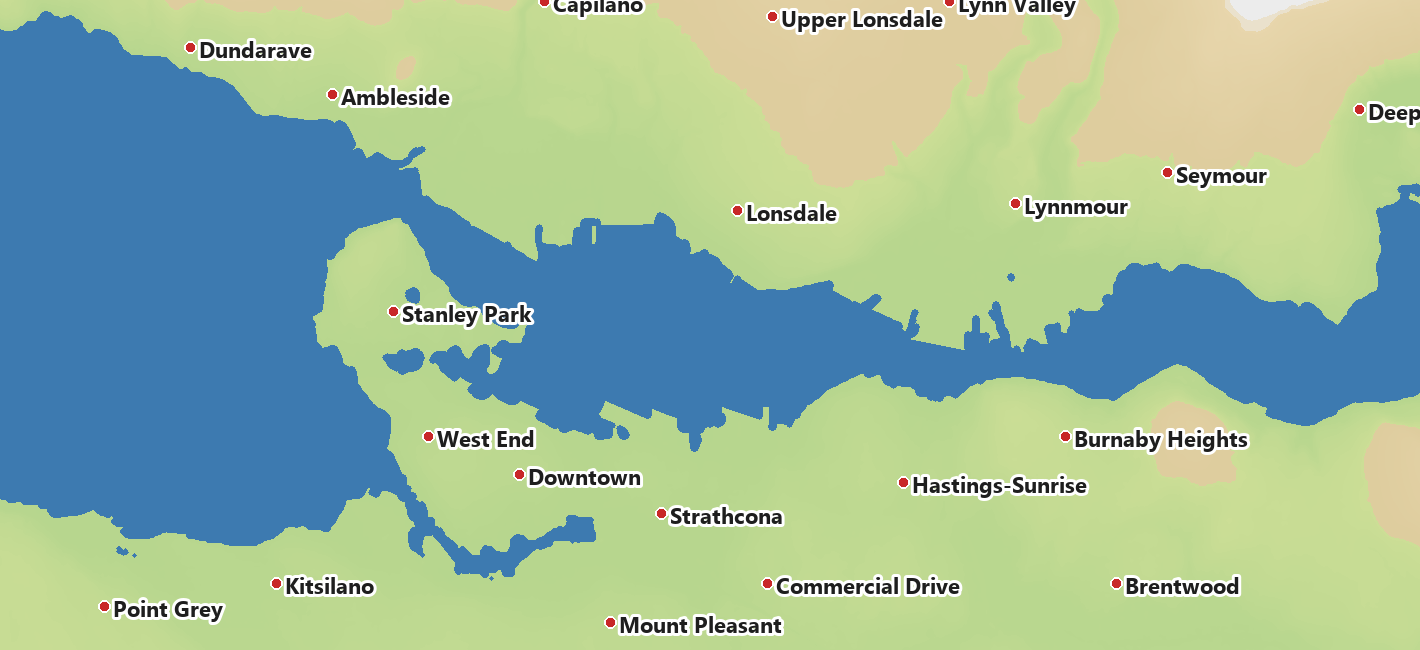 Capilano
Upper Lonsdale
Lynn Valley
Dundarave
Ambleside
Deep
Seymour
Lynnmour
Lonsdale
Stanley Park
West End
Burnaby Heights
Downtown
Hastings-Sunrise
Strathcona
Kitsilano
Commercial Drive
Brentwood
Point Grey
Mount Pleasant